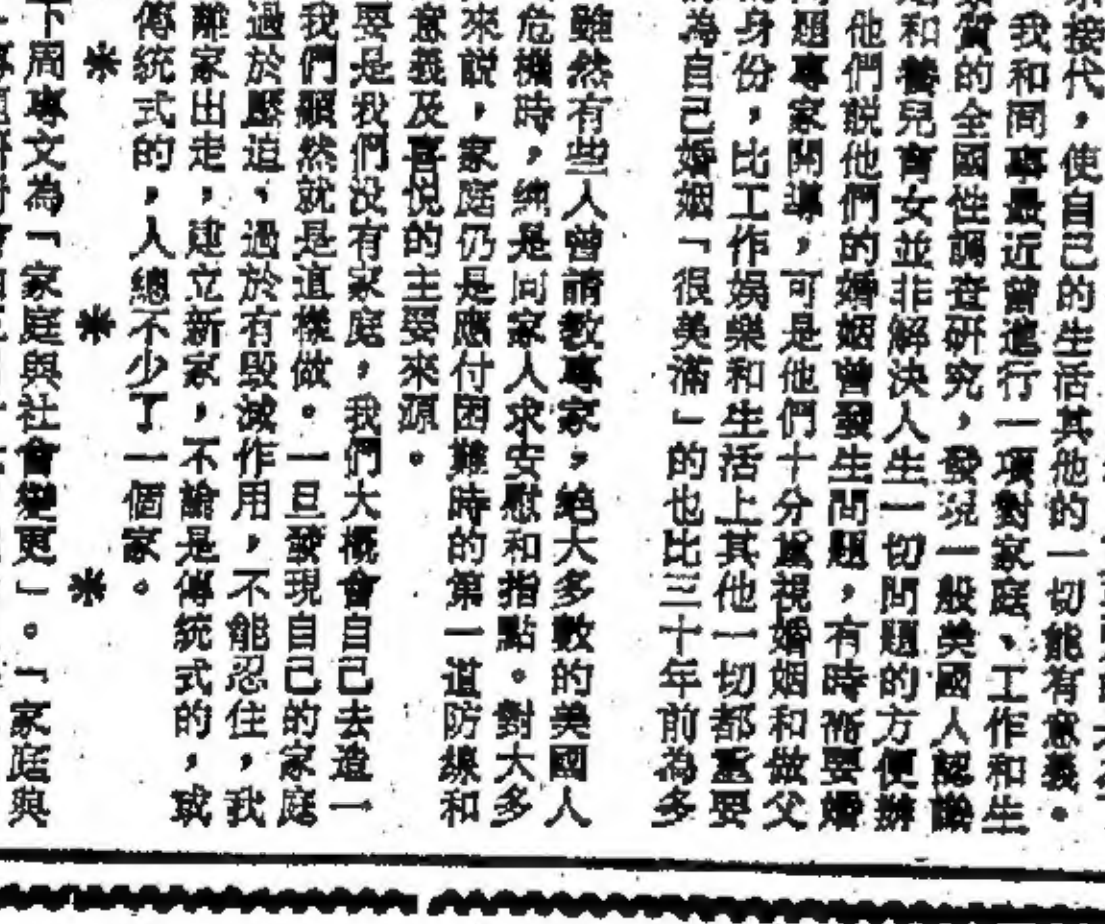 接代，使自己的生活其他的一切能有意義。
我和同事最近曾進行一項對家庭、工作和生
質的全國性調查研究，發現一般美國人認為
和養兒育女並非解決人生一切問題的方便辦
他們說他們的婚姻曾發生問題，有時需要婚
題專家開導，可是他們十分重視婚姻和做父
身份，比工作娛樂和生活上其他一切都重要
為自己婚姻「很美滿」的也比三十年前為多
雖然有些人曾請教專家，絕大多數的美國人
危機時，總是向家人求安慰和指點。對大多
來說，家庭仍是應付困難時的第一道防線和
意義及喜悅的主要來源。
要是我們沒有家庭，我們大概會自己去造一
我們顯然就是這樣做。一旦發現自己的家庭
過於壓迫、過於有毀滅作用，不能忍住，我
離家出走，建立新家，不論是傳統式的，或
傳統式的，人總不少了一個家。
＊＊＊
下周專文為「家庭與社會變更」。「家庭與